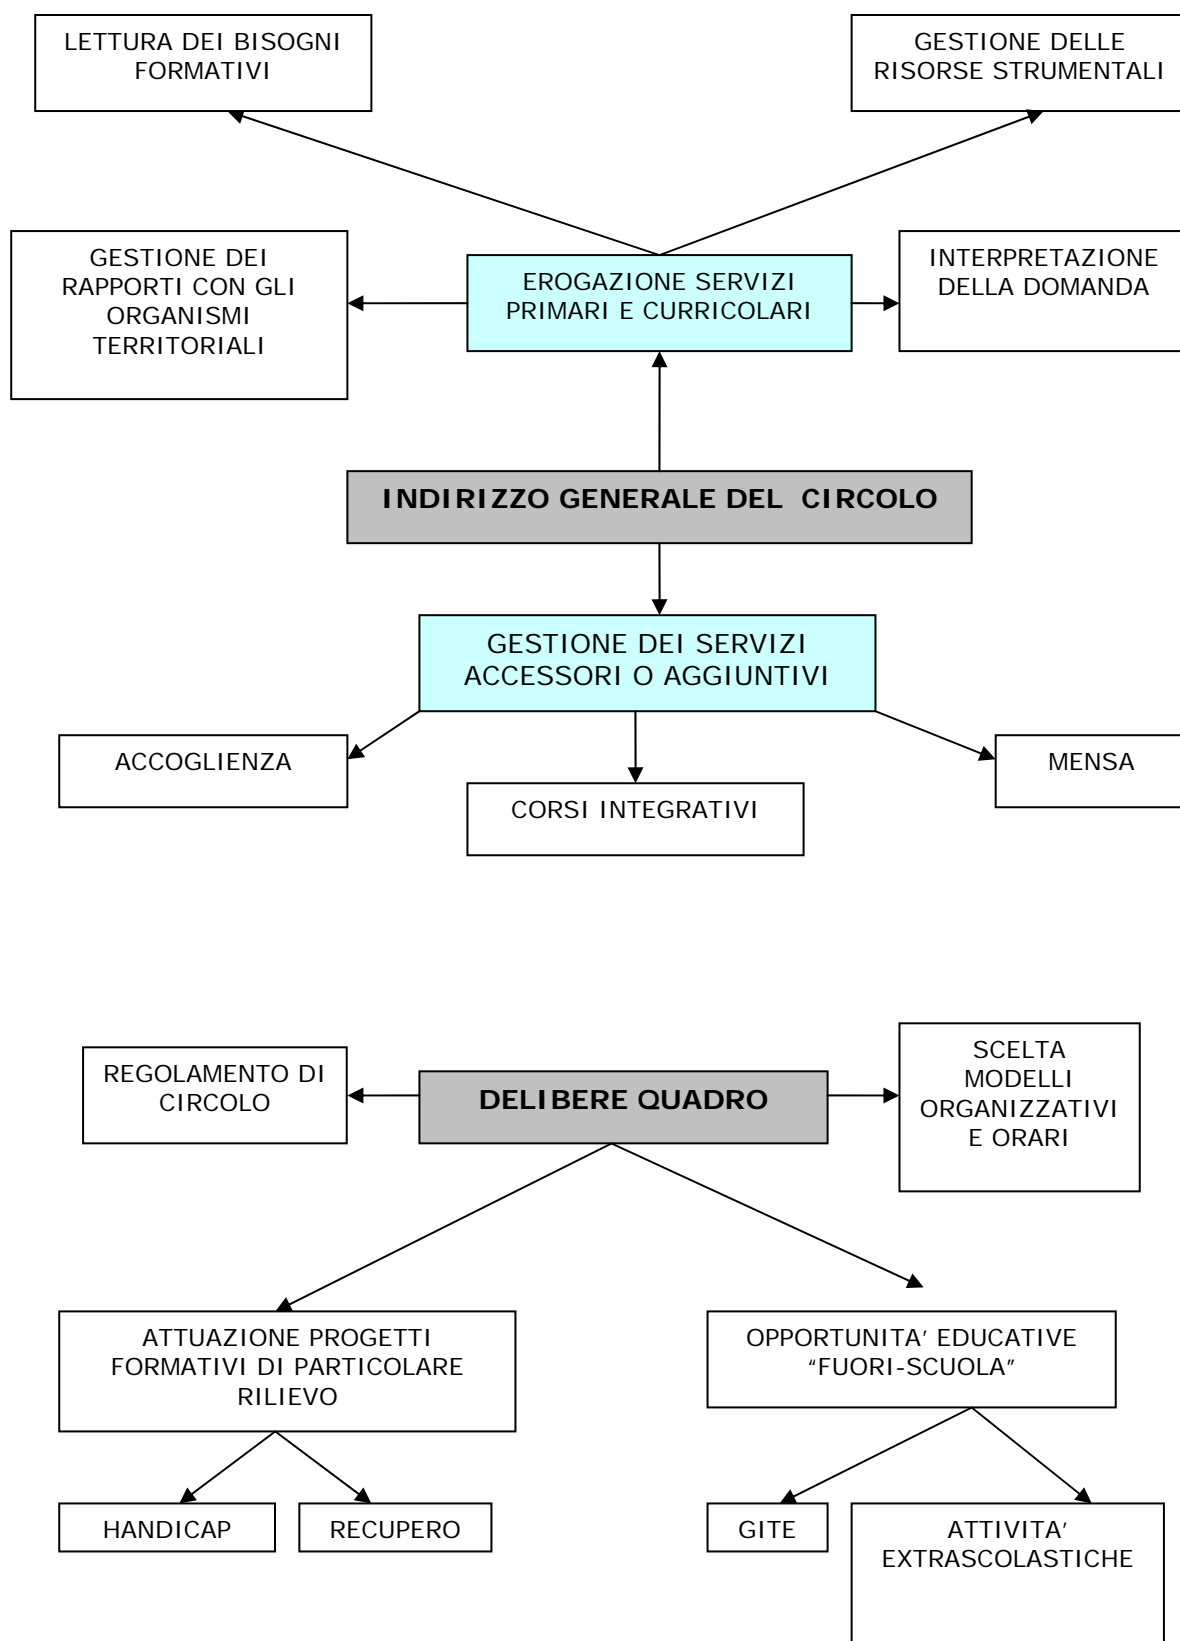 LETTURA DEI BISOGNI
FORMATIVI
GESTIONE DELLE
RISORSE STRUMENTALI
GESTIONE DEI
RAPPORTI CON GLI
ORGANISMI
TERRITORIALI
EROGAZIONE SERVIZI
PRIMARI E CURRICOLARI
INTERPRETAZIONE
DELLA DOMANDA
INDIRIZZO GENERALE DEL CIRCOLO
GESTIONE DEI SERVIZI
ACCESSORI O AGGIUNTIVI
ACCOGLIENZA
CORSI INTEGRATIVI
MENSA
REGOLAMENTO DI
CIRCOLO
DELIBERE QUADRO
SCELTA
MODELLI
ORGANIZZATIVI
E ORARI
ATTUAZIONE PROGETTI
FORMATIVI DI PARTICOLARE
RILIEVO
OPPORTUNITA’ EDUCATIVE
“FUORI-SCUOLA”
HANDICAP
RECUPERO
GITE
ATTIVITA’
EXTRASCOLASTICHE